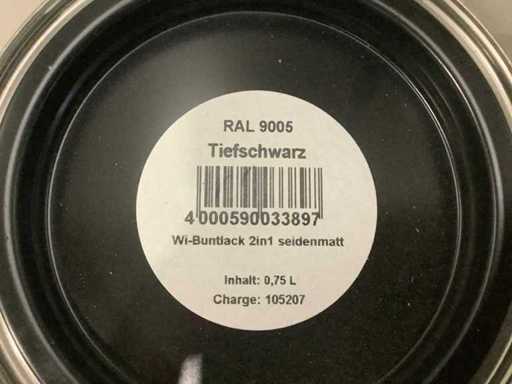 RAL 9005
Tiefschwarz
4 000590 033897
Wi-Buntlack 2in1 seidenmatt
Inhalt: 0,75 L
Charge: 105207